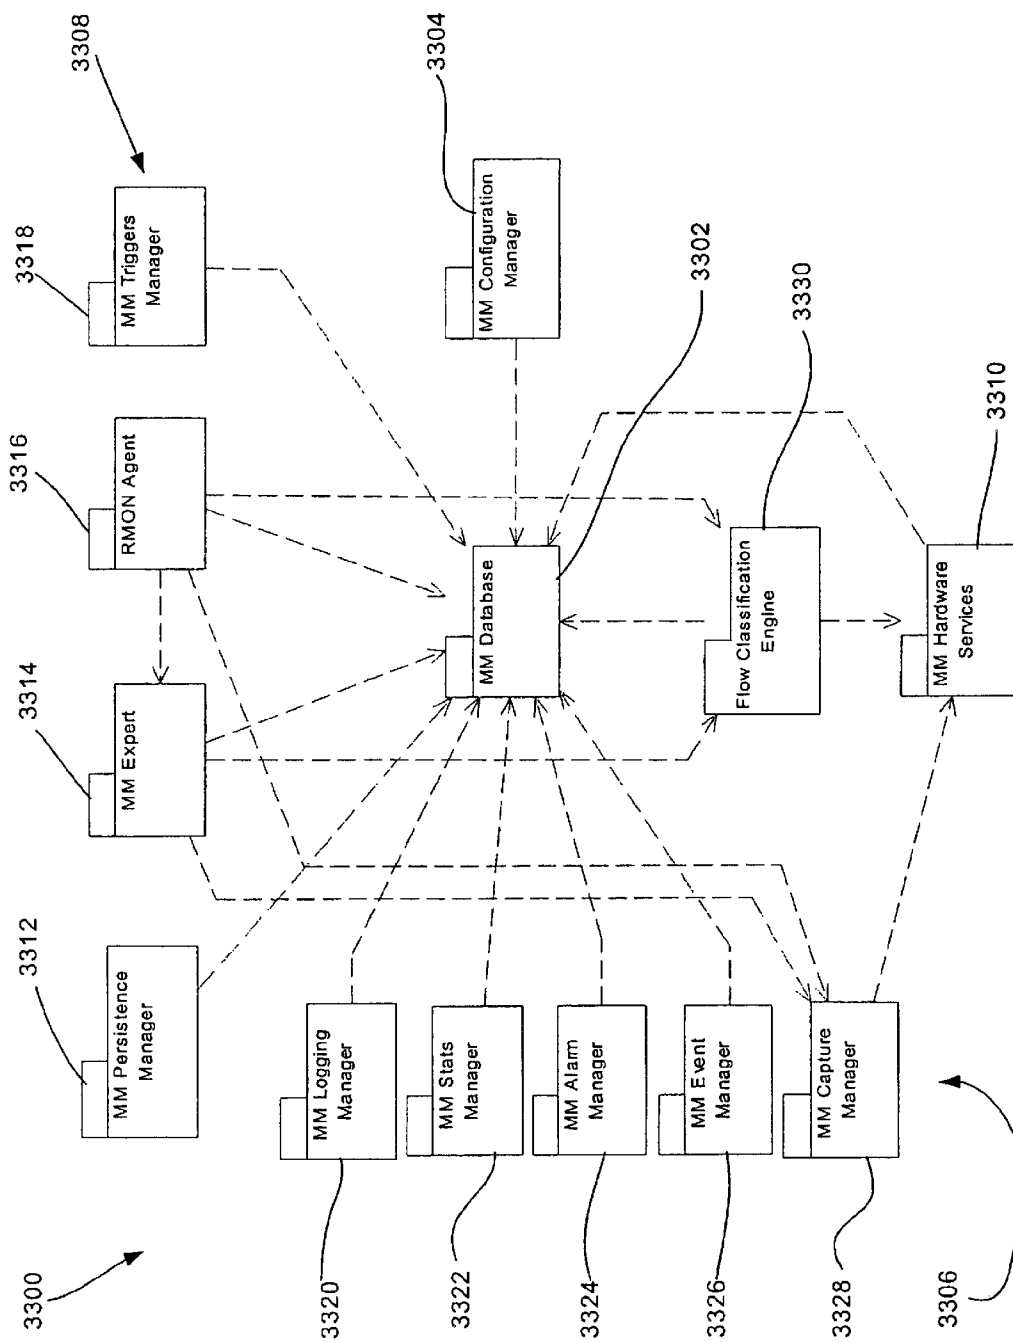 3300
3312
MM Persistence
Manager
3314
MM Expert
3316
RMON Agent
3318
MM Triggers
Manager
3308
3320
MM Logging
Manager
3322
MM Stats
Manager
3324
MM Alarm
Manager
3326
MM Event
Manager
3328
MM Capture
Manager
3306
MM Database
3302
MM Configuration
Manager
3304
Flow Classification
Engine
3330
MM Hardware
Services
3310